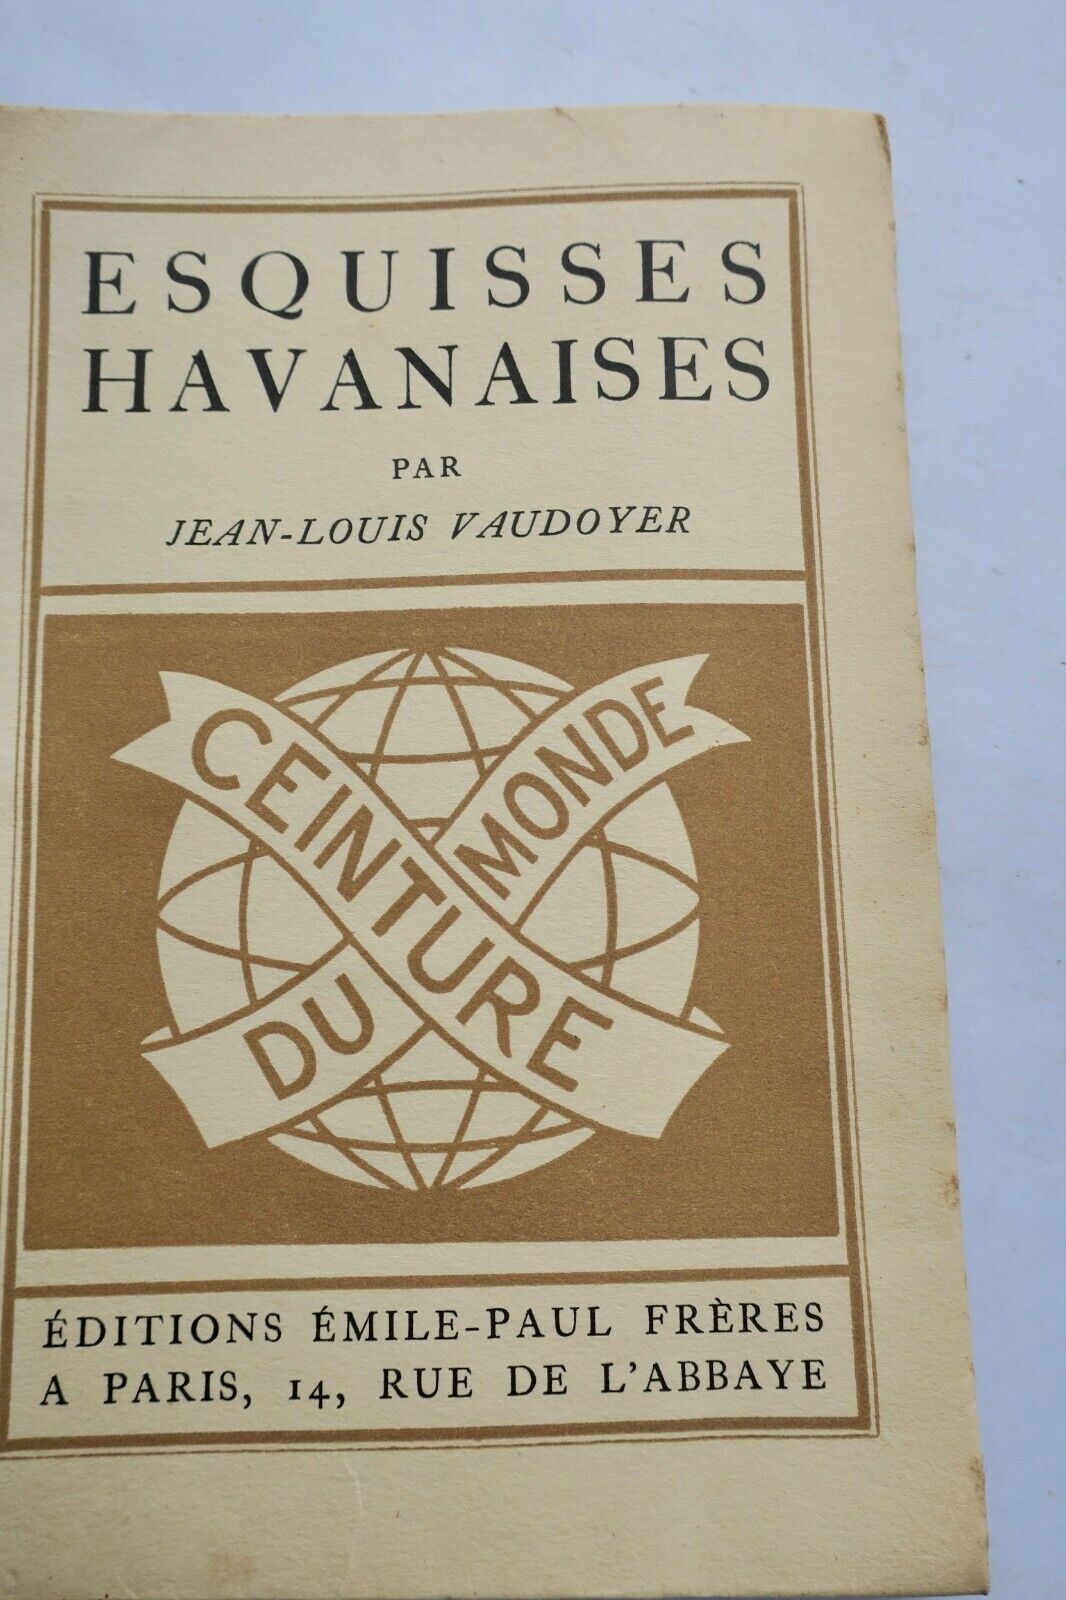 ESQUISSES
HAVANAISES
PAR
JEAN-LOUIS VAUDOYER
CEINTURE
DU MONDE
ÉDITIONS ÉMILE-PAUL FRÈRES
A PARIS, 14, RUE DE L'ABBAYE